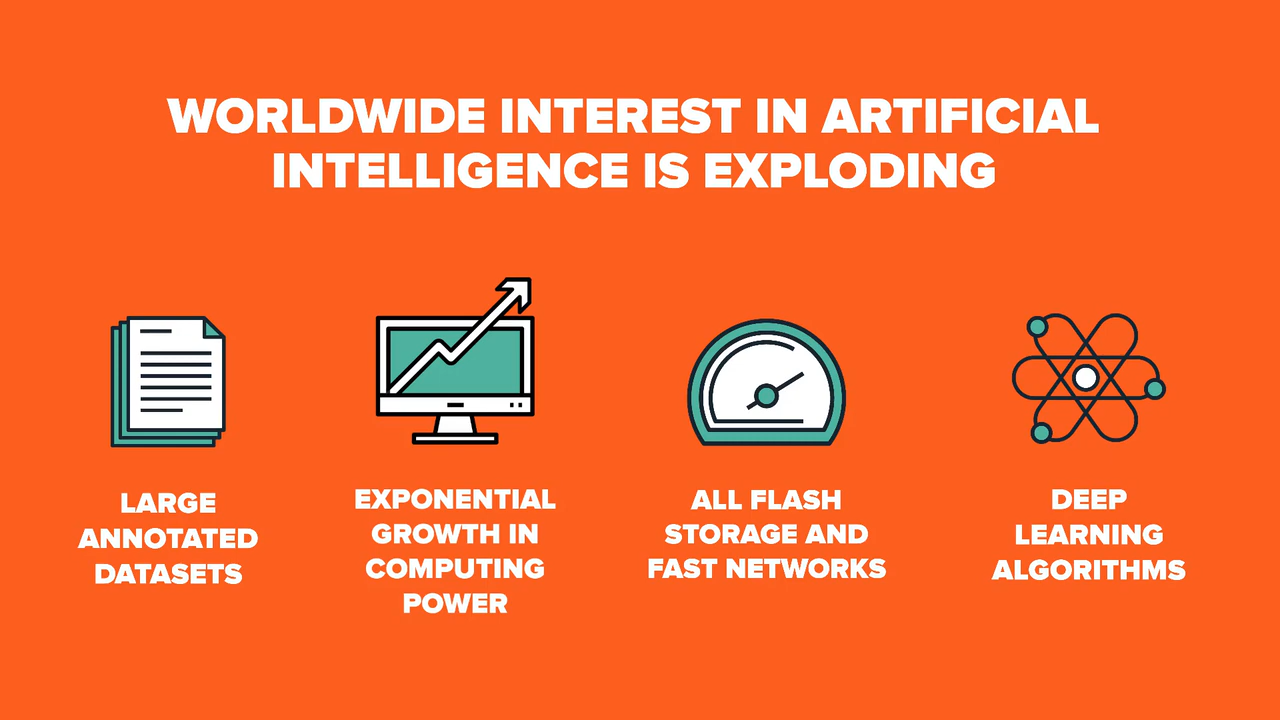 WORLDWIDE INTEREST IN ARTIFICIAL
INTELLIGENCE IS EXPLODING
LARGE
ANNOTATED
DATASETS
EXPONENTIAL
GROWTH IN
COMPUTING
POWER
ALL FLASH
STORAGE AND
FAST NETWORKS
DEEP
LEARNING
ALGORITHMS